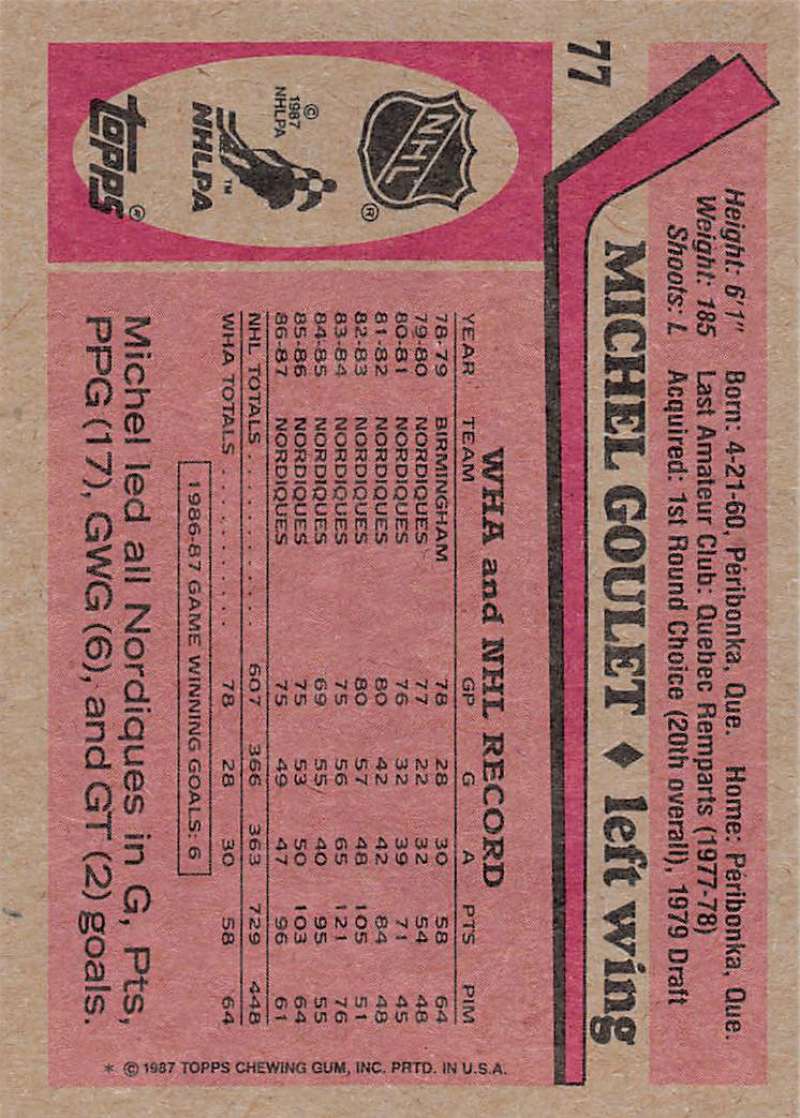 77
Height: 6'1" Born: 4-21-60, Péribonka, Que. Home: Péribonka, Que.
Weight: 185 Last Amateur Club: Quebec Remparts (1977-78)
Shoots: L Acquired: 1st Round Choice (20th overall), 1979 Draft
MICHEL GOULET ♦ left wing
NHL ®
© 1987 NHLPA
NHLPA ™
TOPPS ®
WHA and NHL RECORD
YEAR TEAM GP G A PTS PIM
78-79 BIRMINGHAM 78 28 30 58 64
79-80 NORDIQUES 77 22 32 54 48
80-81 NORDIQUES 76 32 39 71 45
81-82 NORDIQUES 80 42 42 84 48
82-83 NORDIQUES 80 57 48 105 51
83-84 NORDIQUES 75 56 65 121 76
84-85 NORDIQUES 69 55 40 95 55
85-86 NORDIQUES 75 53 50 103 64
86-87 NORDIQUES 75 49 47 96 61
NHL TOTALS . . . . . . . . . . . . 607 366 363 729 448
WHA TOTALS . . . . . . . . . . . . 78 28 30 58 64
1986-87 GAME WINNING GOALS: 6
Michel led all Nordiques in G, Pts,
PPG (17), GWG (6), and GT (2) goals.
* © 1987 TOPPS CHEWING GUM, INC. PRTD. IN U.S.A.